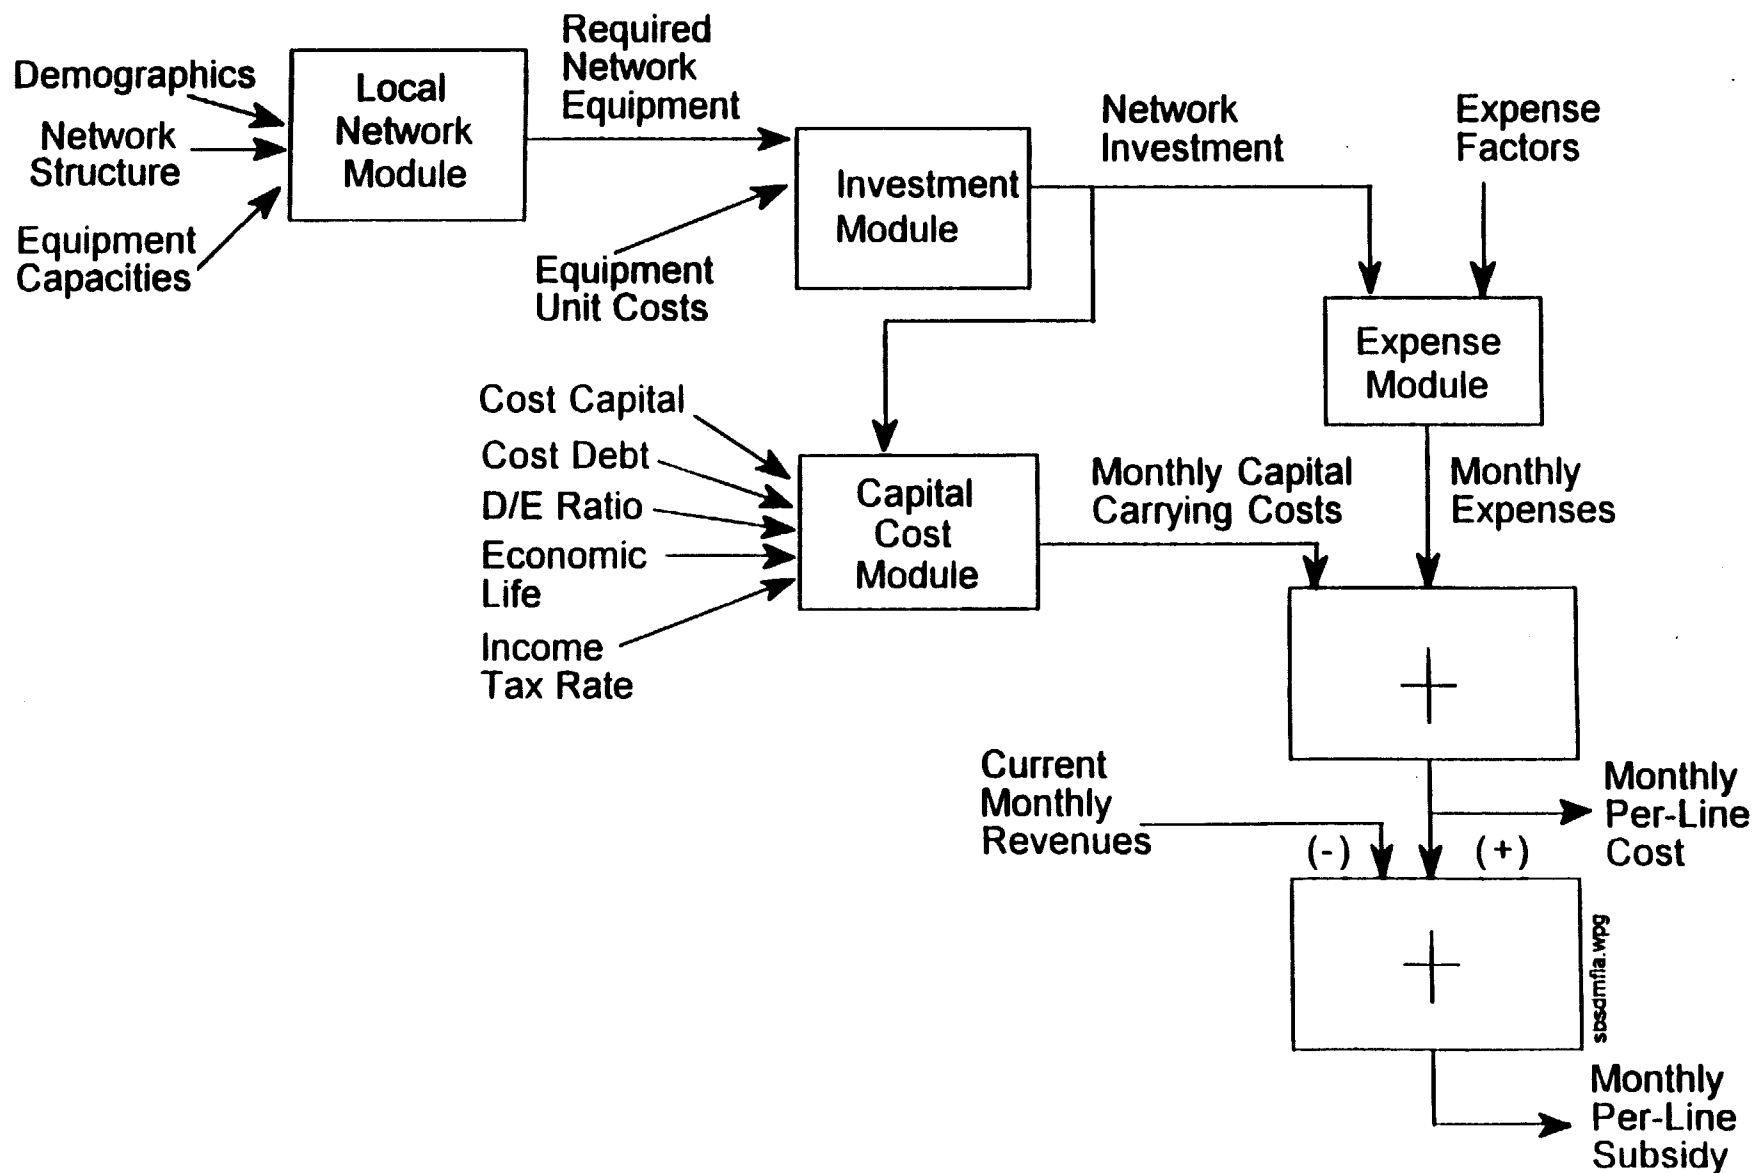 Demographics
Network
Structure
Equipment
Capacities
Local
Network
Module
Required
Network
Equipment
Equipment
Unit Costs
Investment
Module
Network
Investment
Expense
Factors
Expense
Module
Cost Capital
Cost Debt
D/E Ratio
Economic
Life
Income
Tax Rate
Capital
Cost
Module
Monthly Capital
Carrying Costs
Monthly
Expenses
+
Current
Monthly
Revenues
(-)
(+)
Monthly
Per-Line
Cost
+
Monthly
Per-Line
Subsidy